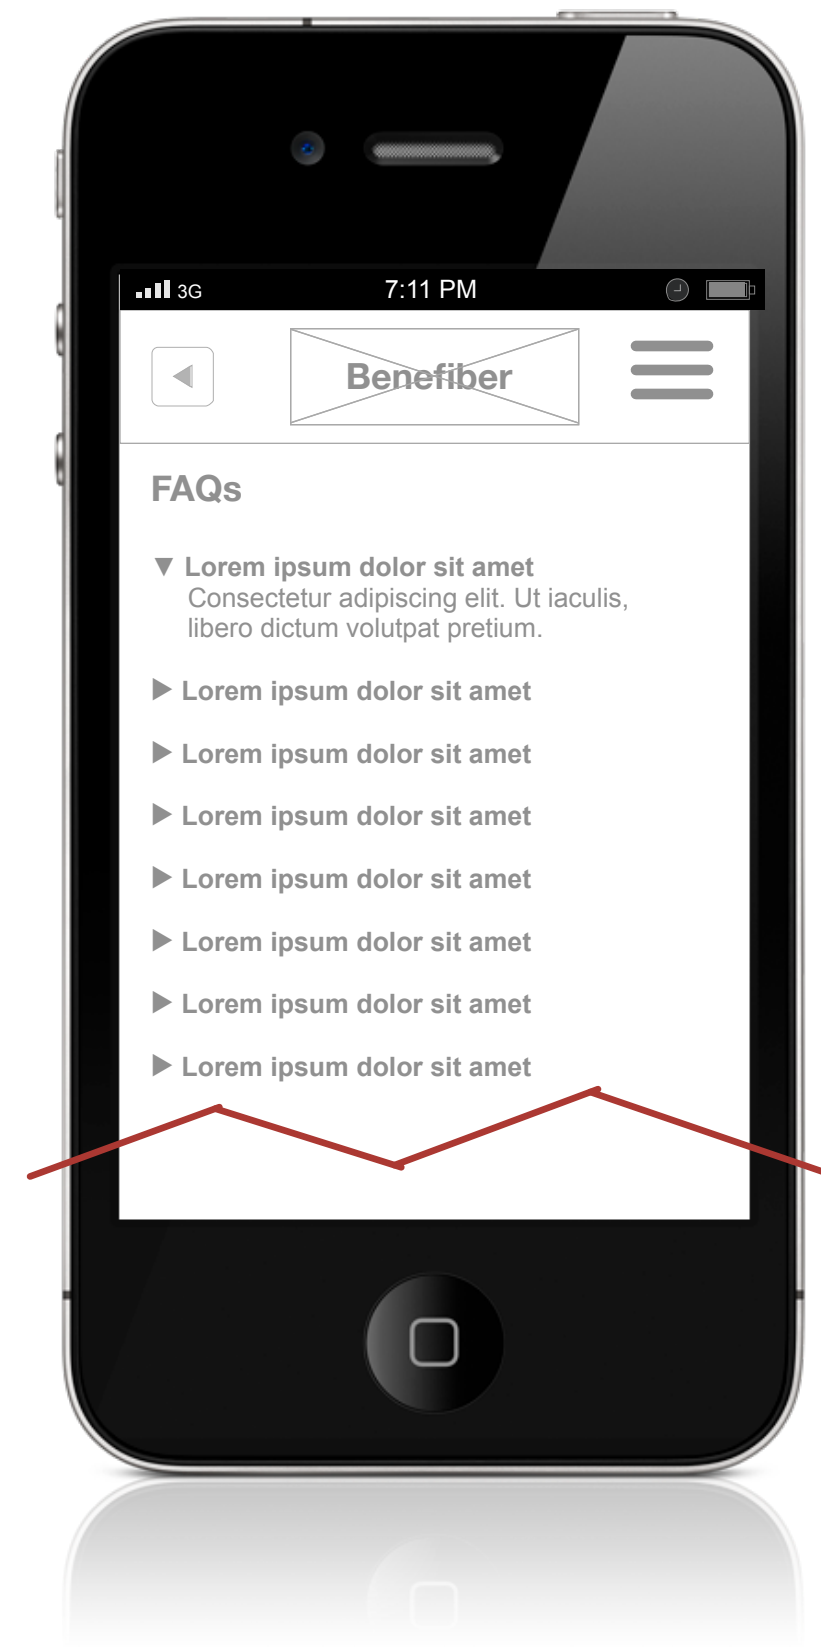 3G
7:11 PM
Benefiber
FAQs
▼ Lorem ipsum dolor sit amet
Consectetur adipiscing elit. Ut iaculis,
libero dictum volutpat pretium.
▶ Lorem ipsum dolor sit amet
▶ Lorem ipsum dolor sit amet
▶ Lorem ipsum dolor sit amet
▶ Lorem ipsum dolor sit amet
▶ Lorem ipsum dolor sit amet
▶ Lorem ipsum dolor sit amet
▶ Lorem ipsum dolor sit amet